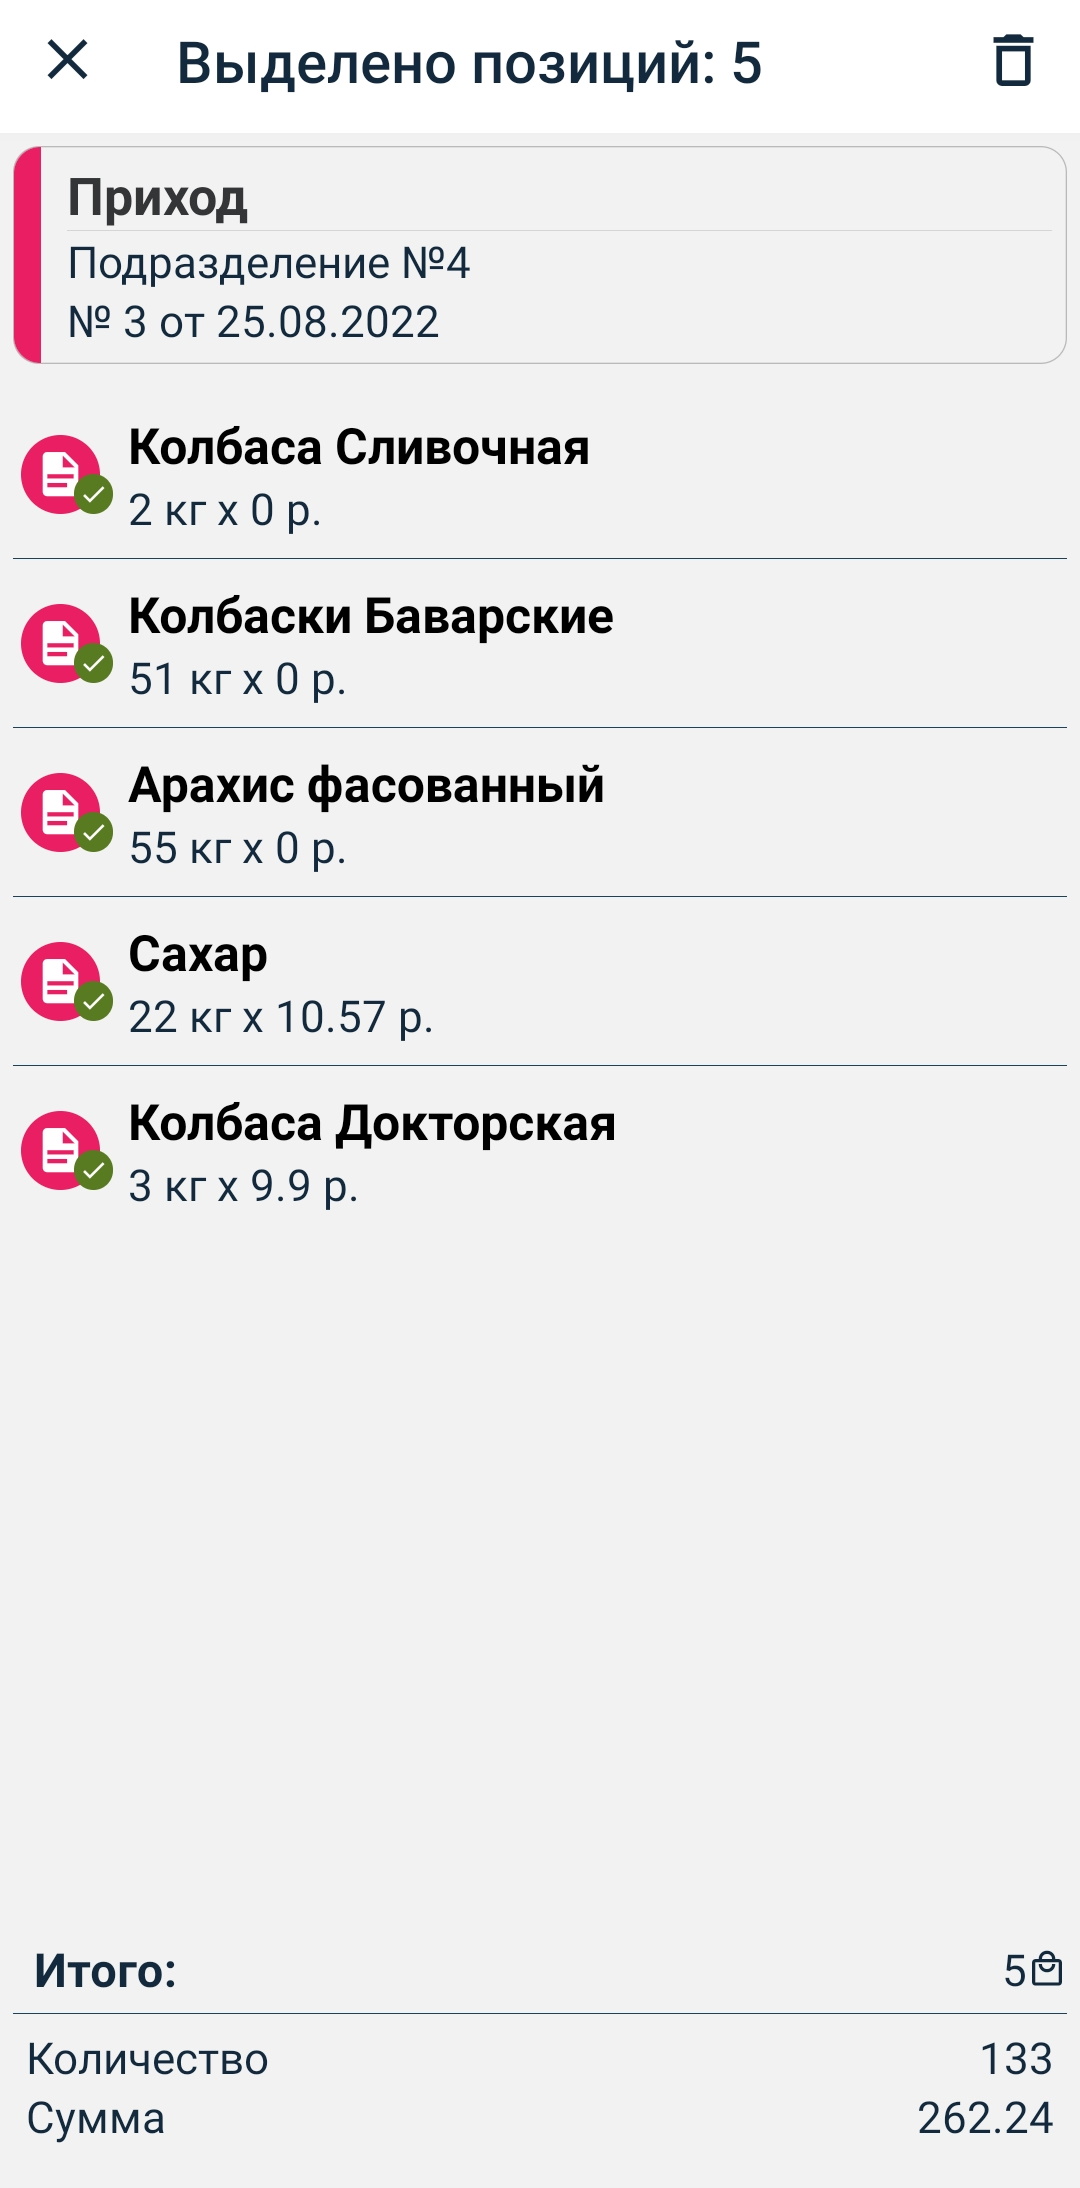 Выделено позиций: 5
Приход
Подразделение №4
№ 3 от 25.08.2022
Колбаса Сливочная
2 кг x 0 р.
Колбаски Баварские
51 кг x 0 р.
Арахис фасованный
55 кг x 0 р.
Сахар
22 кг x 10.57 р.
Колбаса Докторская
3 кг x 9.9 р.
Итого: 5
Количество 133
Сумма 262.24